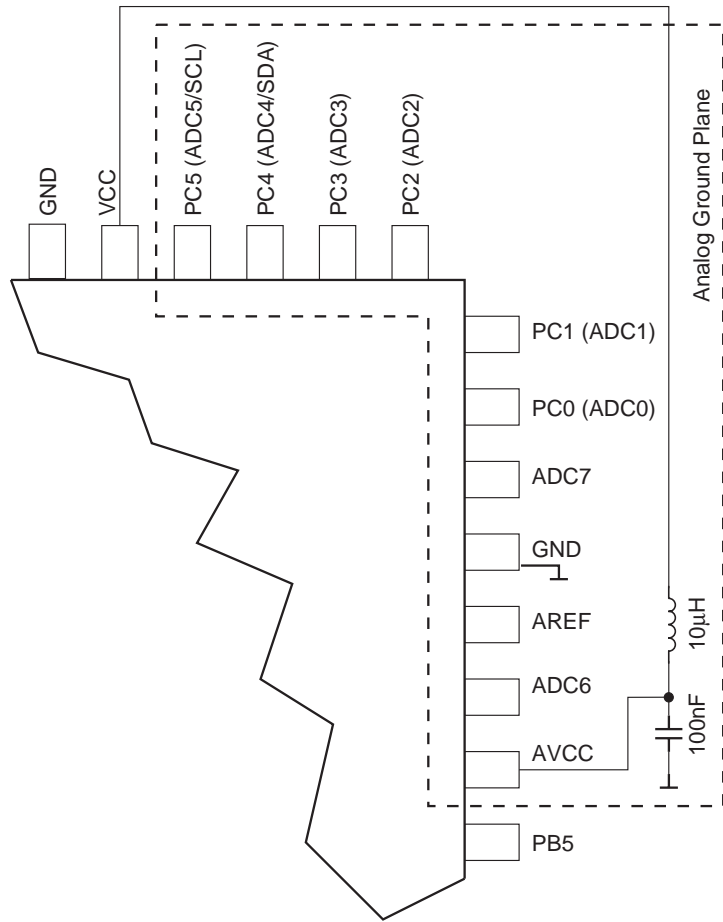 GND
VCC
PC5 (ADC5/SCL)
PC4 (ADC4/SDA)
PC3 (ADC3)
PC2 (ADC2)
Analog Ground Plane
PC1 (ADC1)
PC0 (ADC0)
ADC7
GND
AREF
ADC6
AVCC
PB5
10μH
100nF